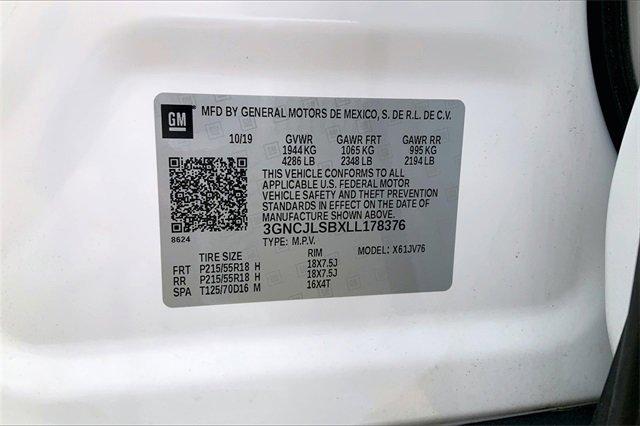 GM MFD BY GENERAL MOTORS DE MEXICO, S. DE R.L. DE C.V.
10/19 GVWR GAWR FRT GAWR RR
1944 KG 1065 KG 995 KG
4286 LB 2348 LB 2194 LB
THIS VEHICLE CONFORMS TO ALL
APPLICABLE U.S. FEDERAL MOTOR
VEHICLE SAFETY AND THEFT PREVENTION
STANDARDS IN EFFECT ON THE DATE OF
MANUFACTURE SHOWN ABOVE.
3GNCJLSBXLL178376
8624
TYPE: M.P.V. MODEL: X61JV76
TIRE SIZE RIM
FRT P215/55R18 H 18X7.5J
RR P215/55R18 H 18X7.5J
SPA T125/70D16 M 16X4T